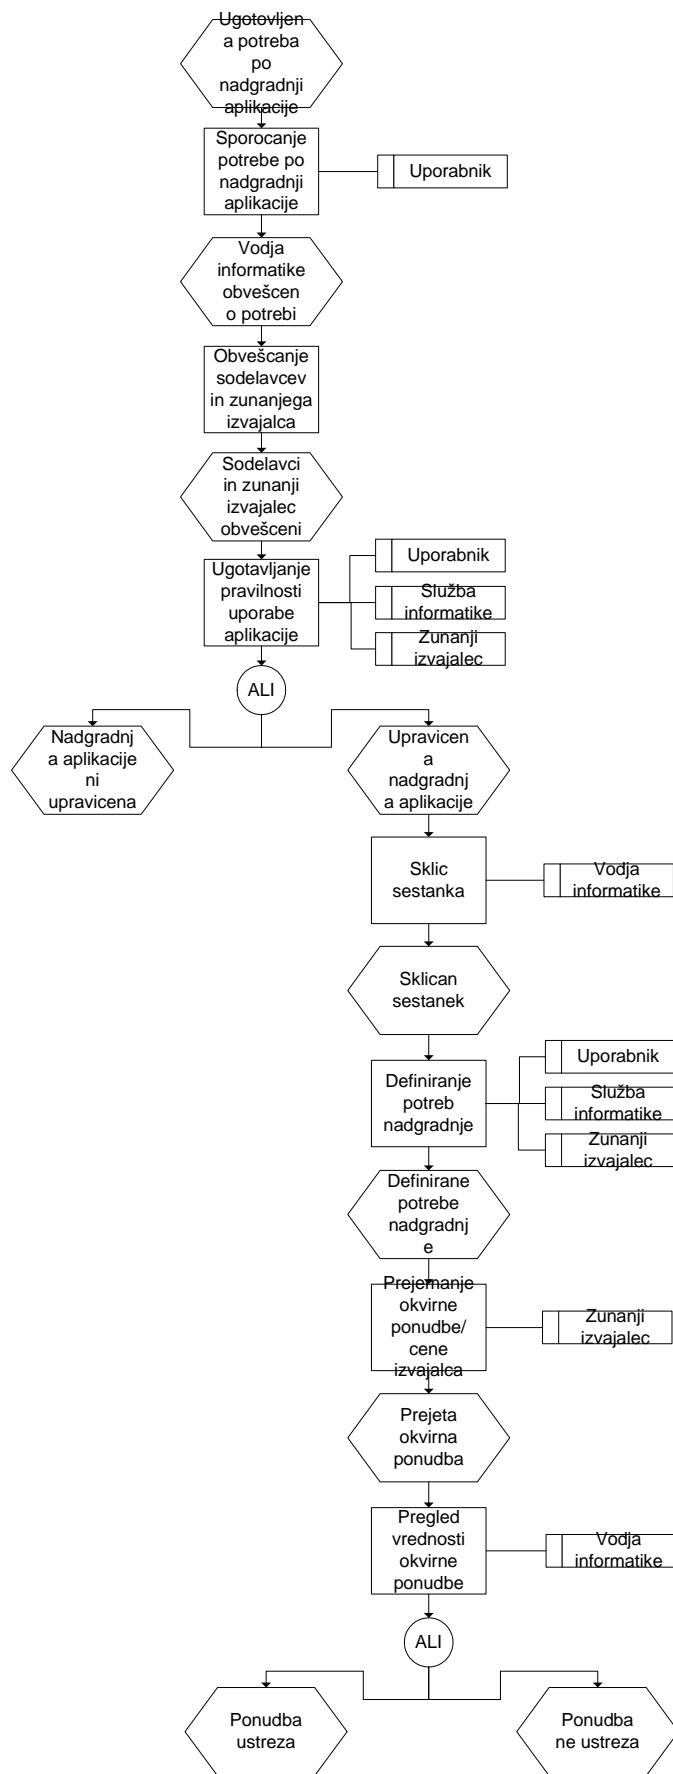 Ugotovljen
a potreba
po
nadgradnji
aplikacije
Sporocanje
potrebe po
nadgradnji
aplikacije
Uporabnik
Vodja
informatike
obvešcen
o potrebi
Obvešcanje
sodelavcev
in zunanjega
izvajalca
Sodelavci
in zunanji
izvajalec
obvešceni
Ugotavljanje
pravilnosti
uporabe
aplikacije
Uporabnik
Služba
informatike
Zunanji
izvajalec
ALI
Nadgradnj
a aplikacije
ni
upravicena
Upravicen
a
nadgradnj
a aplikacije
Sklic
sestanka
Vodja
informatike
Sklican
sestanek
Definiranje
potreb
nadgradnje
Uporabnik
Služba
informatike
Zunanji
izvajalec
Definirane
potrebe
nadgradnj
e
Prejemanje
okvirne
ponudbe/
cene
izvajalca
Zunanji
izvajalec
Prejeta
okvirna
ponudba
Pregled
vrednosti
okvirne
ponudbe
Vodja
informatike
ALI
Ponudba
ustreza
Ponudba
ne ustreza